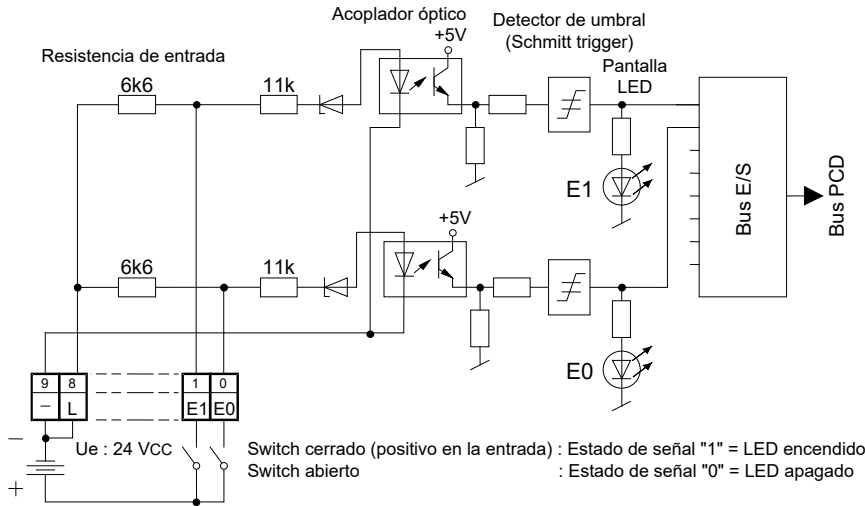 Acoplador óptico
+5V
Detector de umbral
(Schmitt trigger)
Pantalla
LED
Resistencia de entrada
6k6
11k
E1
Bus E/S
Bus PCD
+5V
6k6
11k
E0
9 8 1 0
– L E1 E0
–
+
Ue : 24 VCC
Switch cerrado (positivo en la entrada) : Estado de señal "1" = LED encendido
Switch abierto : Estado de señal "0" = LED apagado